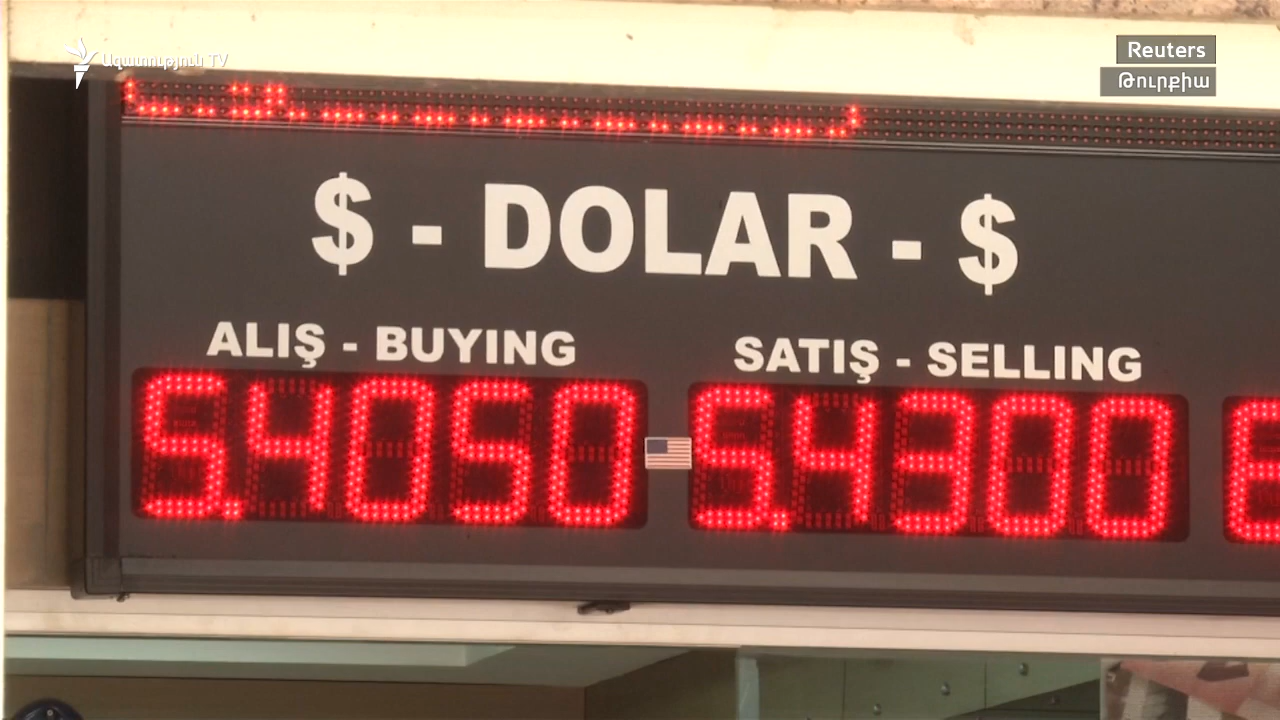 Ազատություն TV
Reuters
Թուրքիա
$ - DOLAR - $
ALIŞ - BUYING
SATIŞ - SELLING
5.4050
5.4300